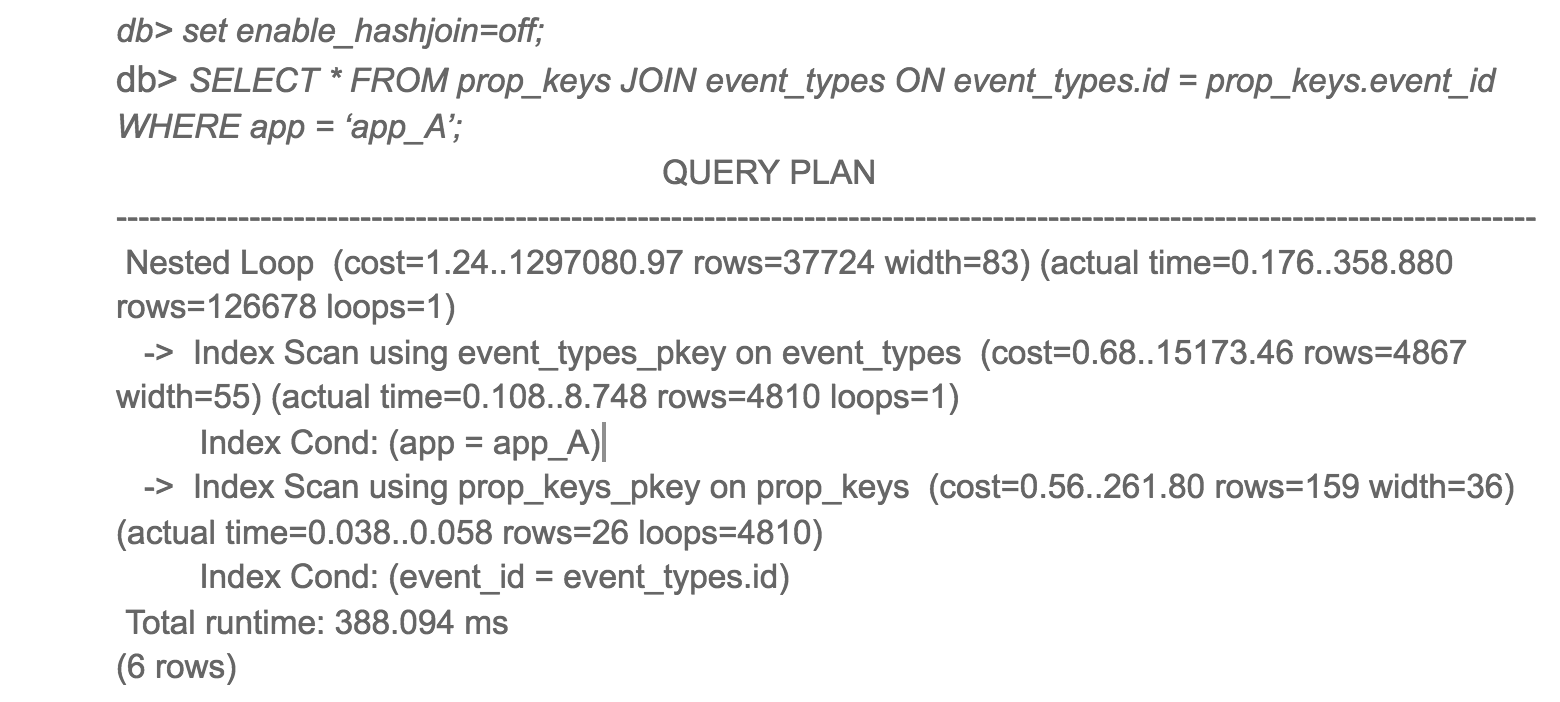 db> set enable_hashjoin=off;
db> SELECT * FROM prop_keys JOIN event_types ON event_types.id = prop_keys.event_id
WHERE app = ‘app_A’;
QUERY PLAN
---------------------------------------------------------------------------------------------------------------------------------
Nested Loop  (cost=1.24..1297080.97 rows=37724 width=83) (actual time=0.176..358.880
rows=126678 loops=1)
->  Index Scan using event_types_pkey on event_types  (cost=0.68..15173.46 rows=4867
width=55) (actual time=0.108..8.748 rows=4810 loops=1)
Index Cond: (app = app_A)
->  Index Scan using prop_keys_pkey on prop_keys  (cost=0.56..261.80 rows=159 width=36)
(actual time=0.038..0.058 rows=26 loops=4810)
Index Cond: (event_id = event_types.id)
Total runtime: 388.094 ms
(6 rows)